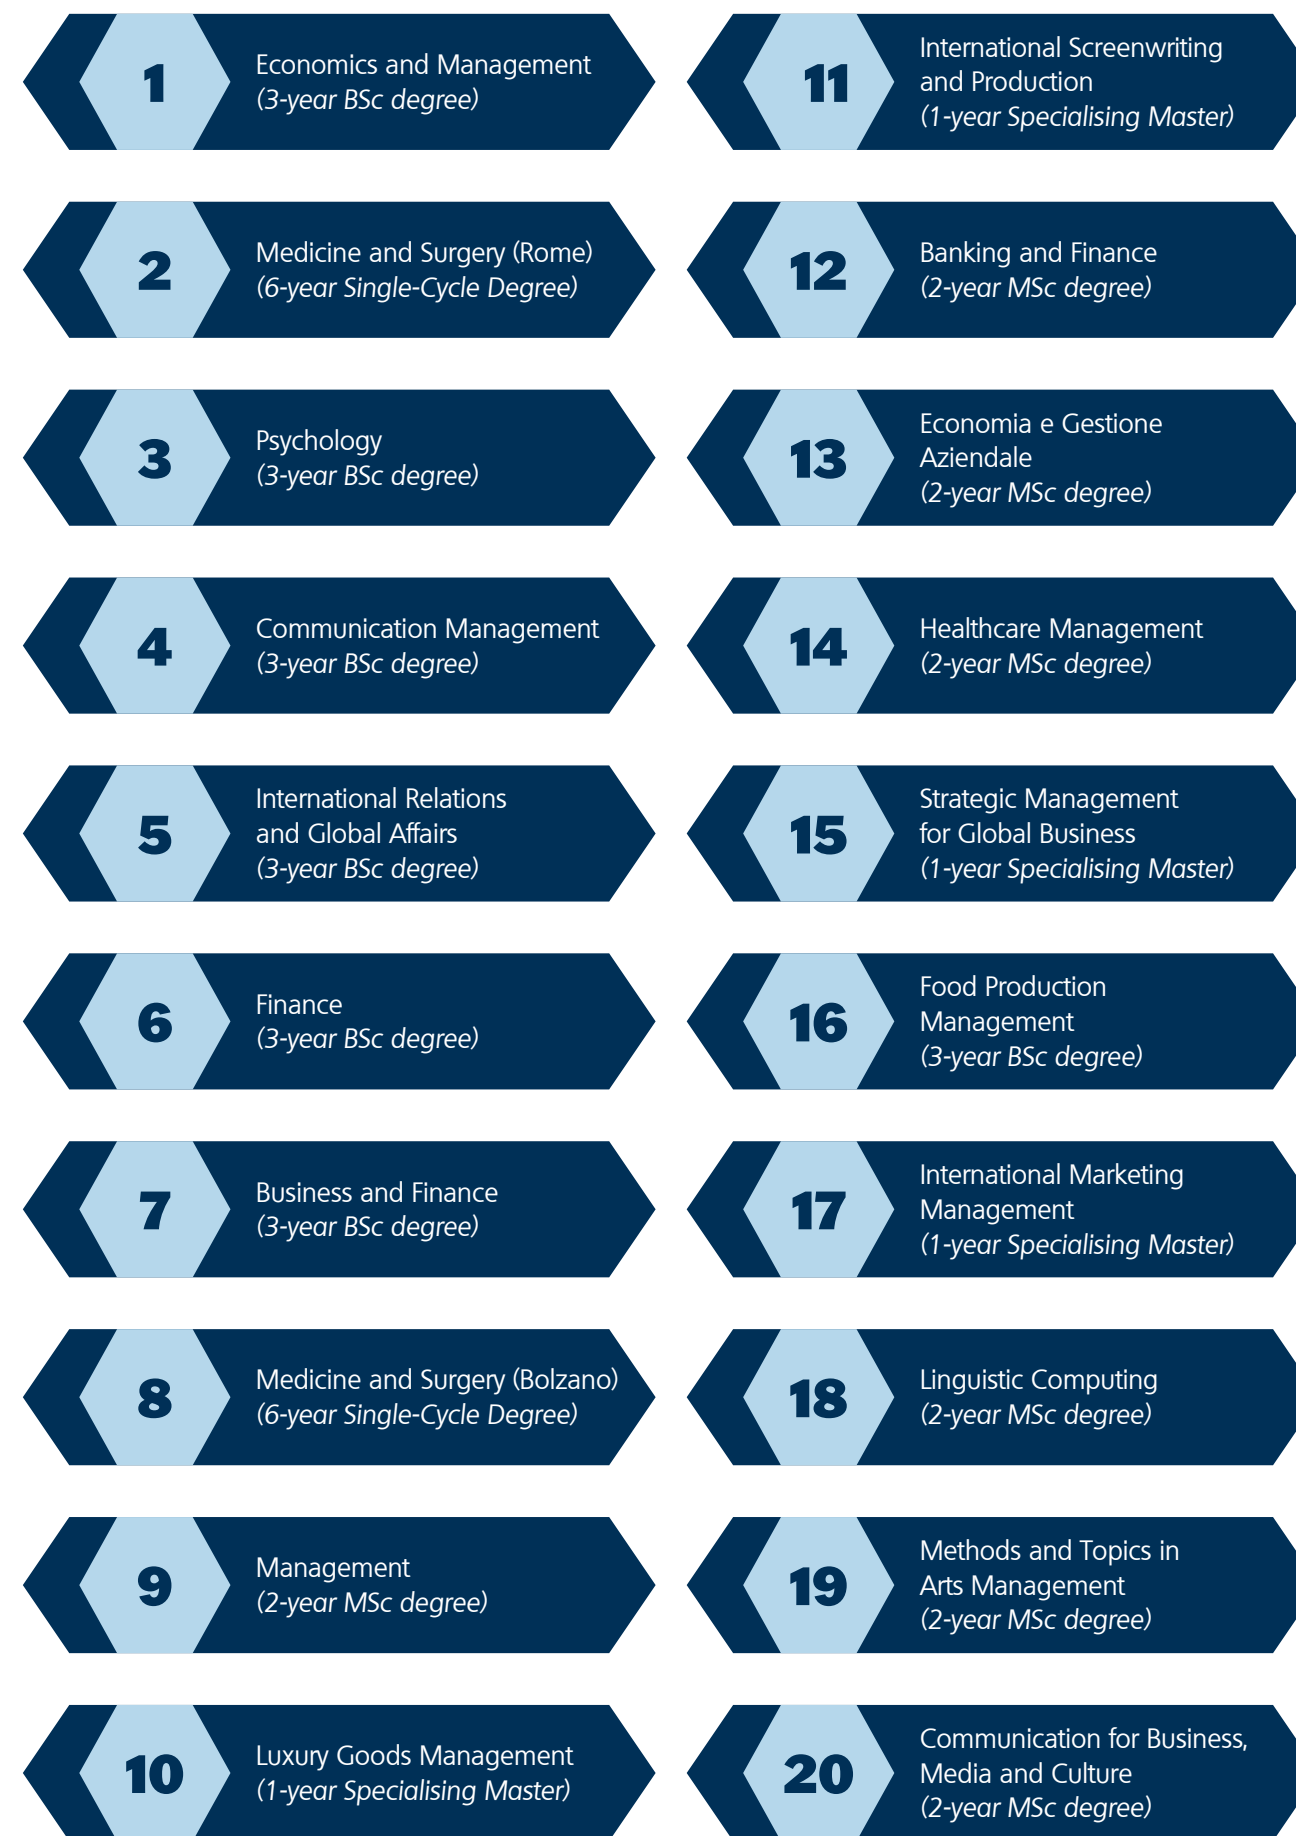 1
Economics and Management
(3-year BSc degree)
2
Medicine and Surgery (Rome)
(6-year Single-Cycle Degree)
3
Psychology
(3-year BSc degree)
4
Communication Management
(3-year BSc degree)
5
International Relations
and Global Affairs
(3-year BSc degree)
6
Finance
(3-year BSc degree)
7
Business and Finance
(3-year BSc degree)
8
Medicine and Surgery (Bolzano)
(6-year Single-Cycle Degree)
9
Management
(2-year MSc degree)
10
Luxury Goods Management
(1-year Specialising Master)
11
International Screenwriting
and Production
(1-year Specialising Master)
12
Banking and Finance
(2-year MSc degree)
13
Economia e Gestione
Aziendale
(2-year MSc degree)
14
Healthcare Management
(2-year MSc degree)
15
Strategic Management
for Global Business
(1-year Specialising Master)
16
Food Production
Management
(3-year BSc degree)
17
International Marketing
Management
(1-year Specialising Master)
18
Linguistic Computing
(2-year MSc degree)
19
Methods and Topics in
Arts Management
(2-year MSc degree)
20
Communication for Business,
Media and Culture
(2-year MSc degree)